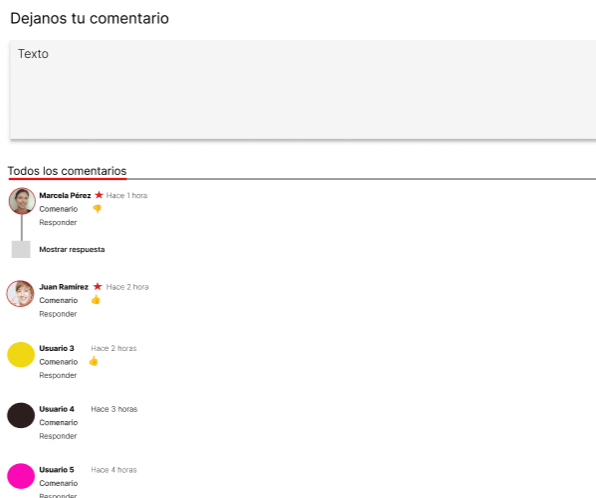 Dejanos tu comentario
Texto
Todos los comentarios
Marcela Pérez Hace 1 hora
Comenario
Responder
Mostrar respuesta
Juan Ramírez Hace 2 hora
Comenario
Responder
Usuario 3 Hace 2 horas
Comenario
Responder
Usuario 4 Hace 3 horas
Comenario
Responder
Usuario 5 Hace 4 horas
Comenario
Responder